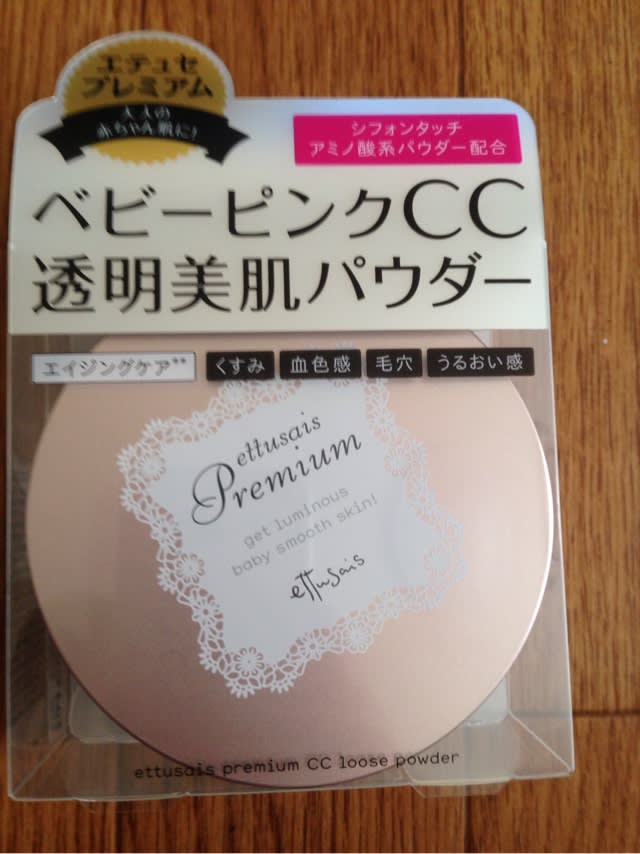 エテュセ
プレミアム
大人の
赤ちゃん肌に!
シフォンタッチ
アミノ酸系パウダー配合
ベビーピンクCC
透明美肌パウダー
エイジングケア** くすみ 血色感 毛穴 うるおい感
ettusais
Premium
get luminous
baby smooth skin!
ettusais
ettusais premium CC loose powder